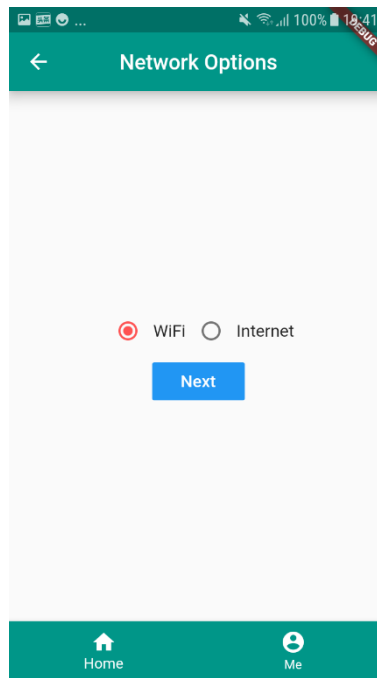 ... 100% 18:41
DEBUG
Network Options
WiFi Internet
Next
Home Me